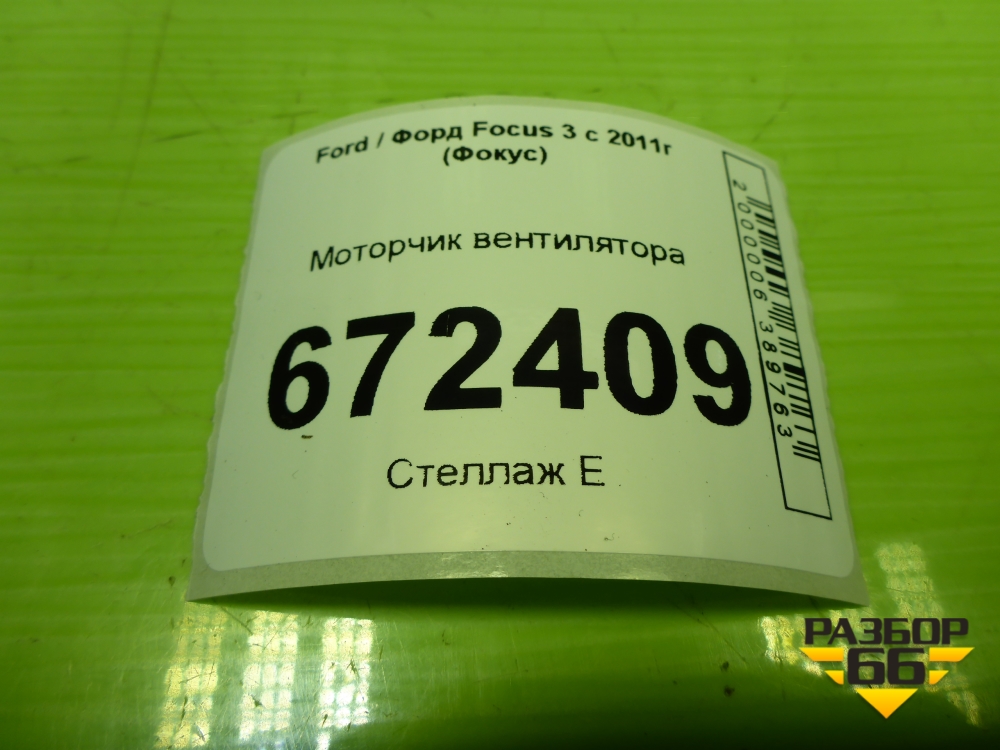 Ford / Форд Focus 3 с 2011г
(Фокус)
Моторчик вентилятора
672409
Стеллаж Е
2000006389763
РАЗБОР
66